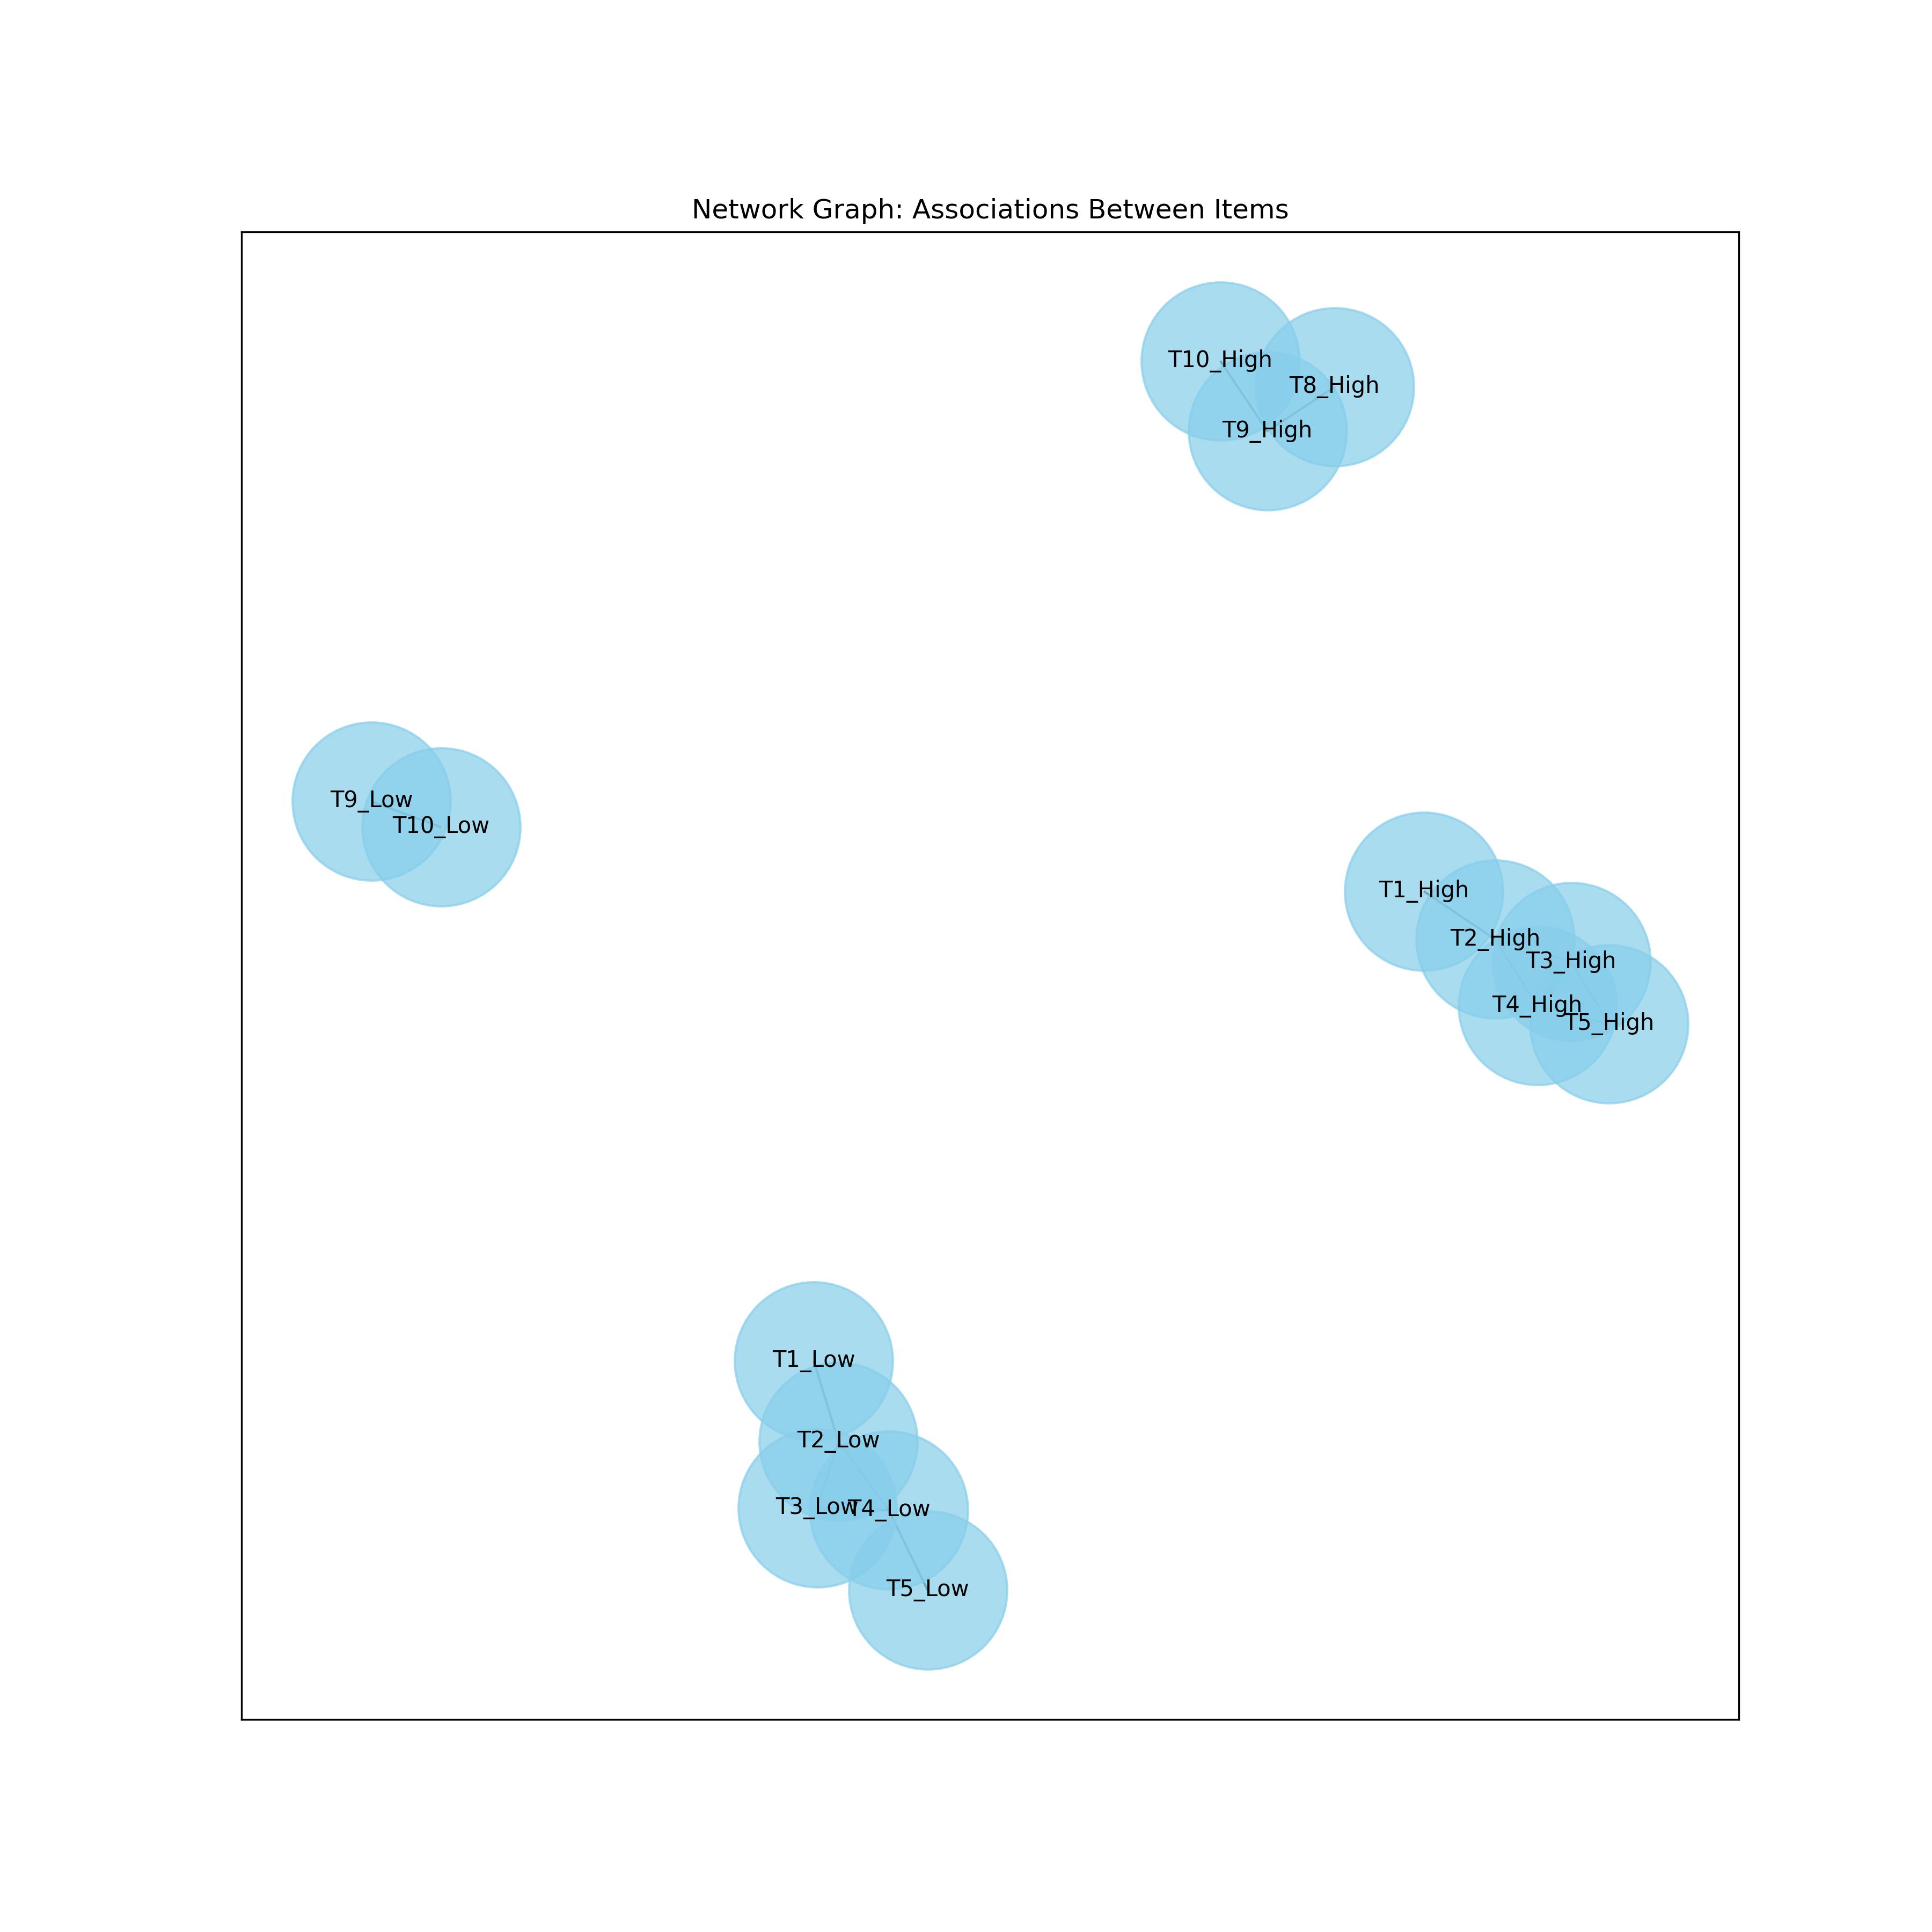 Network Graph: Associations Between Items
T10_High
T8_High
T9_High
T9_Low
T10_Low
T1_High
T2_High
T3_High
T4_High
T5_High
T1_Low
T2_Low
T3_Low
T4_Low
T5_Low